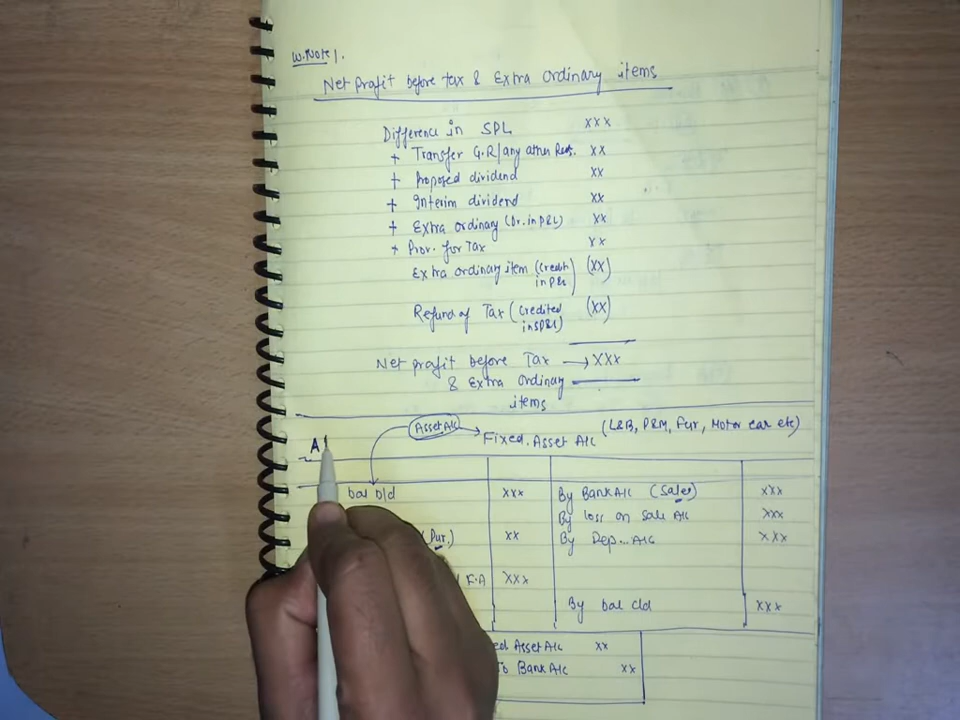 W.Note 1.
Net profit before tax & Extra Ordinary items
Difference in SPL xxx
+ Transfer G.R/any other Res. xx
+ Proposed dividend xx
+ Interim dividend xx
+ Extra ordinary (Dr. in P&L) xx
+ Prov. for Tax xx
Extra ordinary item (credit in P&L) (xx)
Refund of Tax (credited in SP&L) (xx)
Net profit before Tax → xxx
& Extra Ordinary
items
Asset A/c
Fixed Asset A/c (L&B, P&M, Fur, Motor car etc)
A
bal b/d xxx By Bank A/c (Sales) xxx
By loss on Sale A/c xxx
(Pur.) xx By Dep... A/c xxx
F.A xxx
By bal c/d xxx
Asset A/c xx
To Bank A/c xx